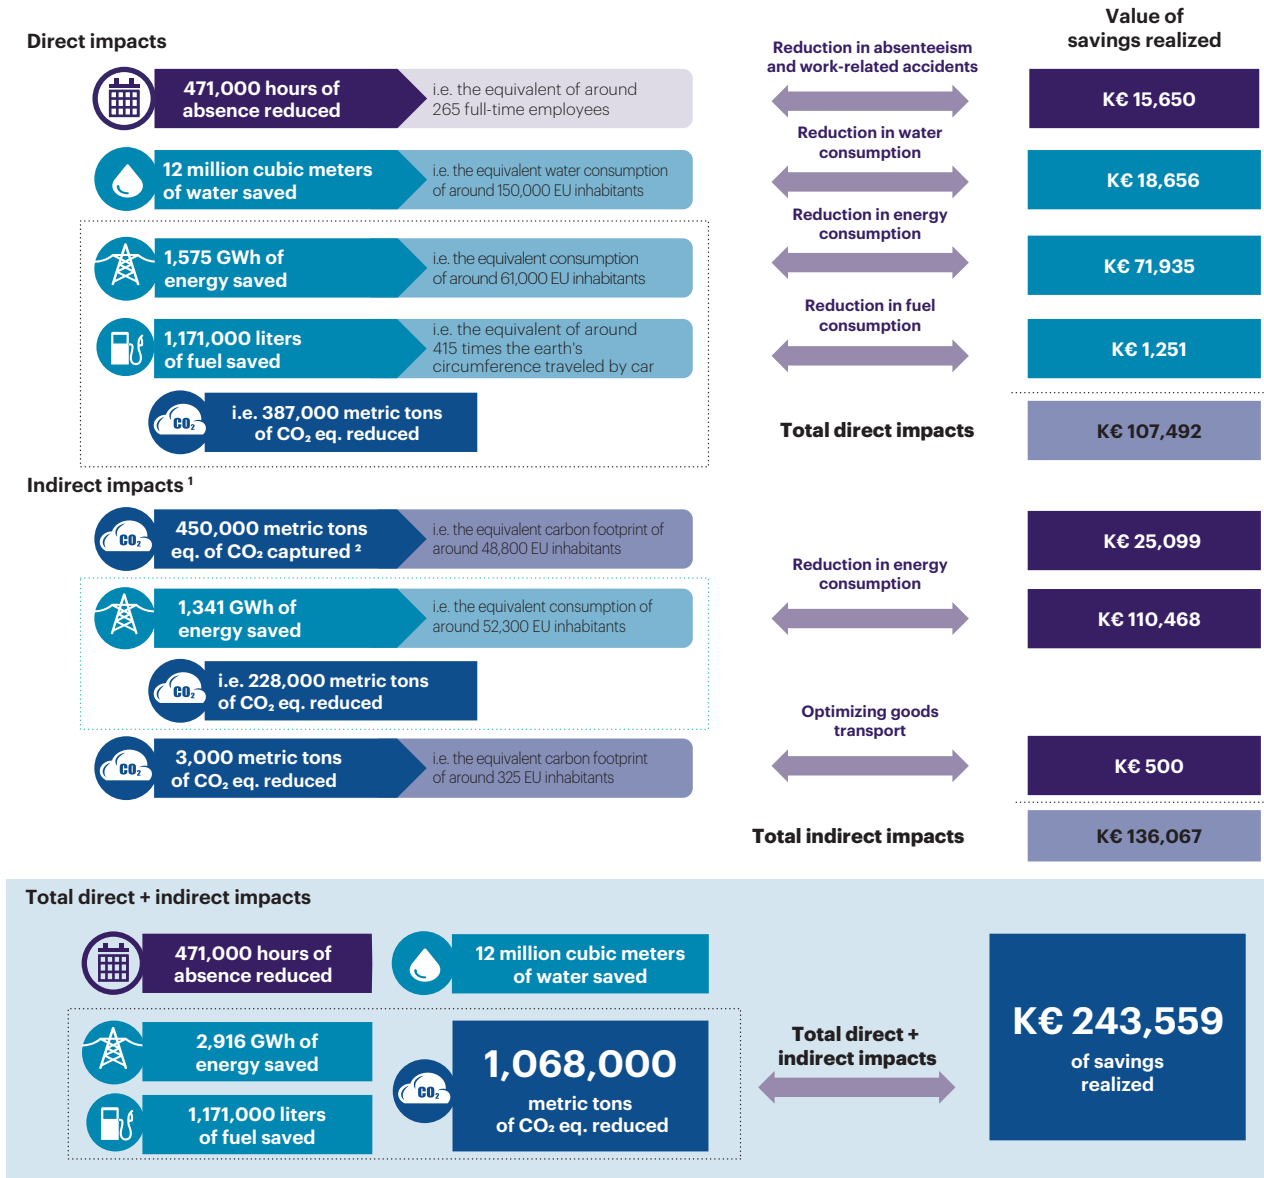 Direct impacts
Value of
savings realized
471,000 hours of
absence reduced
i.e. the equivalent of around
265 full-time employees
Reduction in absenteeism
and work-related accidents
K€ 15,650
12 million cubic meters
of water saved
i.e. the equivalent water consumption
of around 150,000 EU inhabitants
Reduction in water
consumption
K€ 18,656
1,575 GWh of
energy saved
i.e. the equivalent consumption
of around 61,000 EU inhabitants
Reduction in energy
consumption
K€ 71,935
1,171,000 liters
of fuel saved
i.e. the equivalent of around
415 times the earth's
circumference traveled by car
Reduction in fuel
consumption
K€ 1,251
CO₂
i.e. 387,000 metric tons
of CO₂ eq. reduced
Total direct impacts
K€ 107,492
Indirect impacts ¹
CO₂
450,000 metric tons
eq. of CO₂ captured ²
i.e. the equivalent carbon footprint of
around 48,800 EU inhabitants
K€ 25,099
1,341 GWh of
energy saved
i.e. the equivalent consumption of
around 52,300 EU inhabitants
Reduction in energy
consumption
K€ 110,468
CO₂
i.e. 228,000 metric tons
of CO₂ eq. reduced
CO₂
3,000 metric tons
of CO₂ eq. reduced
i.e. the equivalent carbon footprint
of around 325 EU inhabitants
Optimizing goods
transport
K€ 500
Total indirect impacts
K€ 136,067
Total direct + indirect impacts
471,000 hours of
absence reduced
12 million cubic meters
of water saved
2,916 GWh of
energy saved
1,171,000 liters
of fuel saved
CO₂
1,068,000
metric tons
of CO₂ eq. reduced
Total direct +
indirect impacts
K€ 243,559
of savings
realized